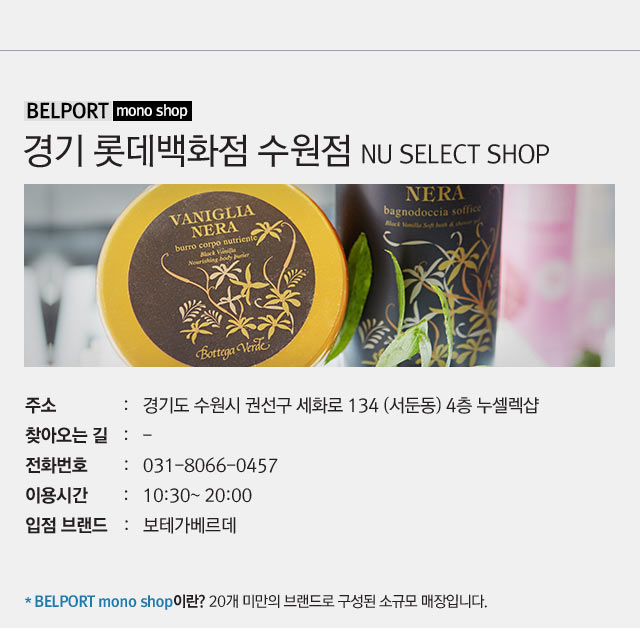 BELPORT mono shop
경기 롯데백화점 수원점 NU SELECT SHOP
VANIGLIA
NERA
burro corpo nutriente
Black Vanilla
Nourishing body butter
Bottega Verde
NERA
bagnodoccia soffice
Black Vanilla Soft bath & shower gel
주소 : 경기도 수원시 권선구 세화로 134 (서둔동) 4층 누셀렉샵
찾아오는 길 : –
전화번호 : 031-8066-0457
이용시간 : 10:30~ 20:00
입점 브랜드 : 보테가베르데
* BELPORT mono shop이란? 20개 미만의 브랜드로 구성된 소규모 매장입니다.